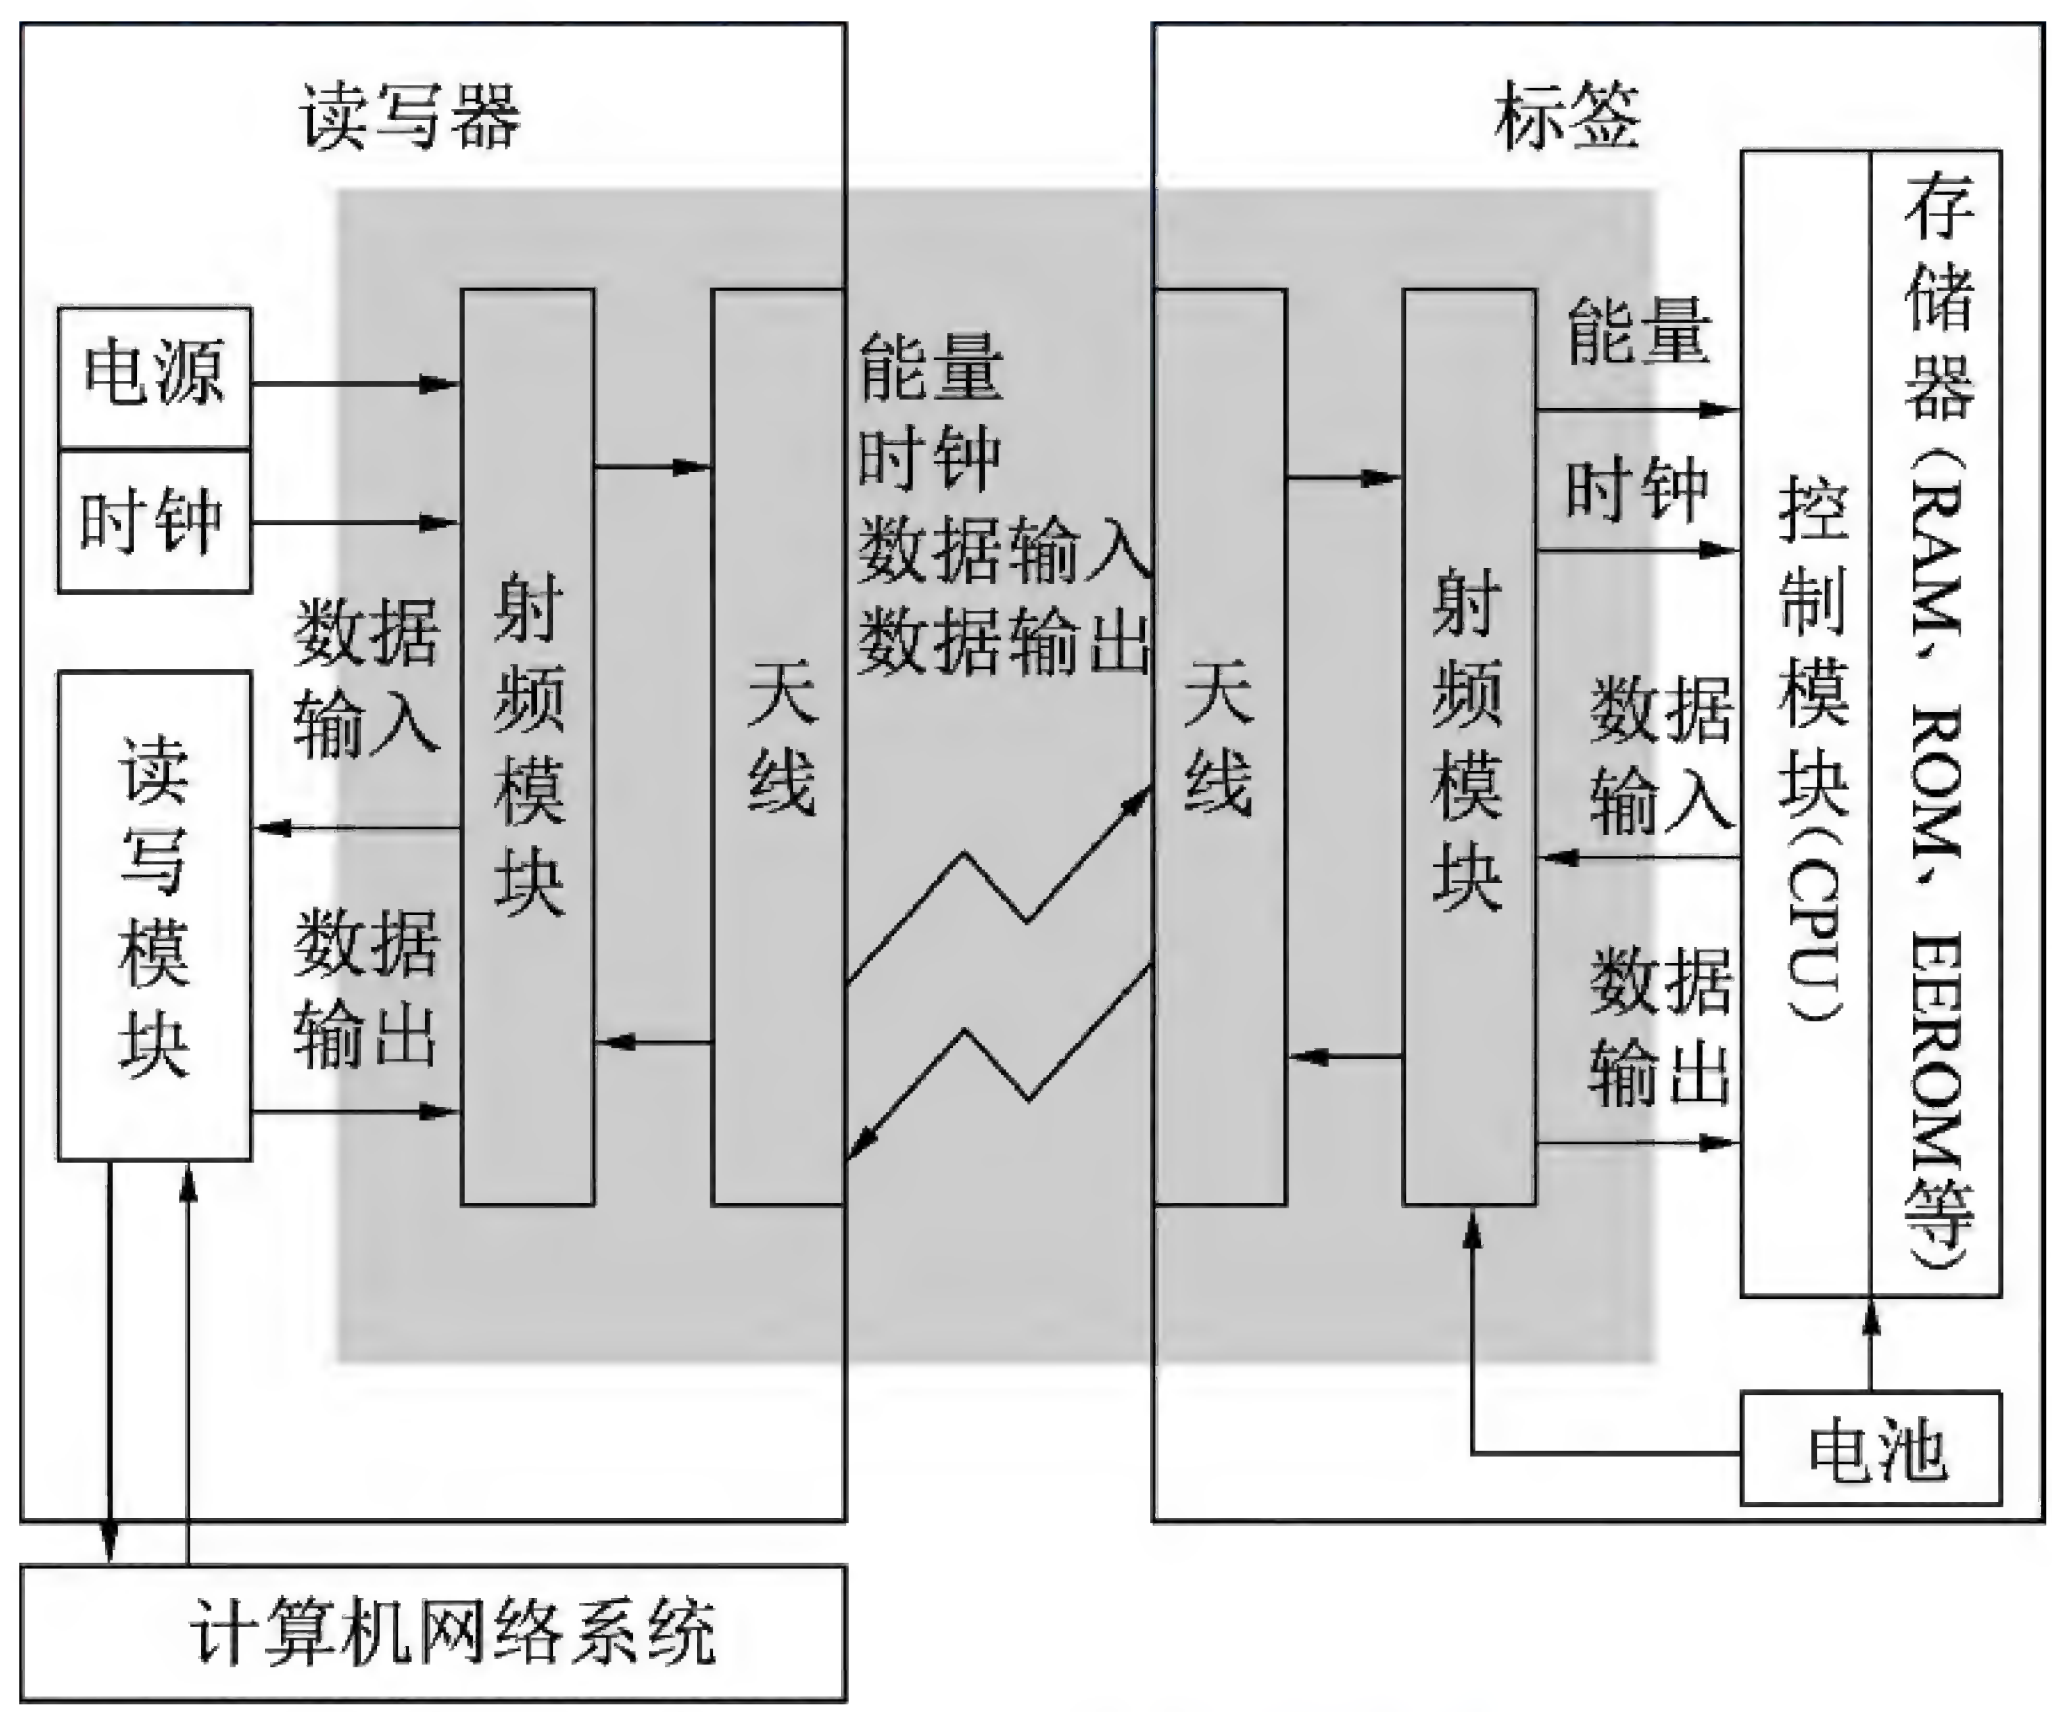 读写器
标签
电源
时钟
数据
输入
数据
输出
读写模块
射频模块
天线
能量
时钟
数据输入
数据输出
天线
射频模块
能量
时钟
数据
输入
数据
输出
控制模块(CPU)
存储器(RAM、ROM、EEROM等)
电池
计算机网络系统